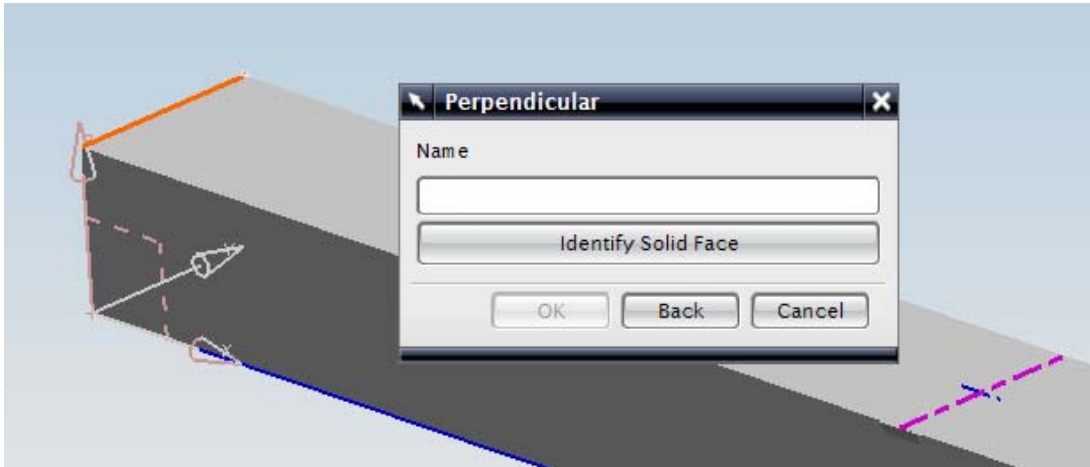 Perpendicular
Name
Identify Solid Face
OK
Back
Cancel